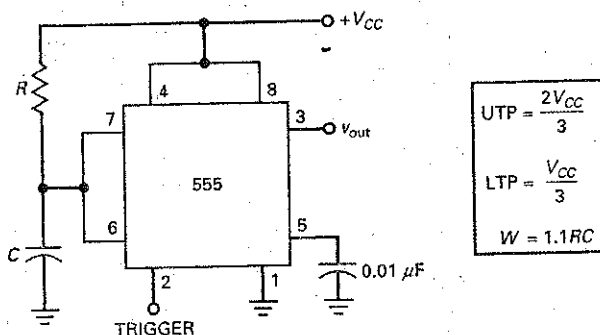 +V_CC
R
4
8
7
3
v_out
555
6
5
C
0.01 μF
2
1
TRIGGER
UTP = 2V_CC / 3
LTP = V_CC / 3
W = 1.1RC